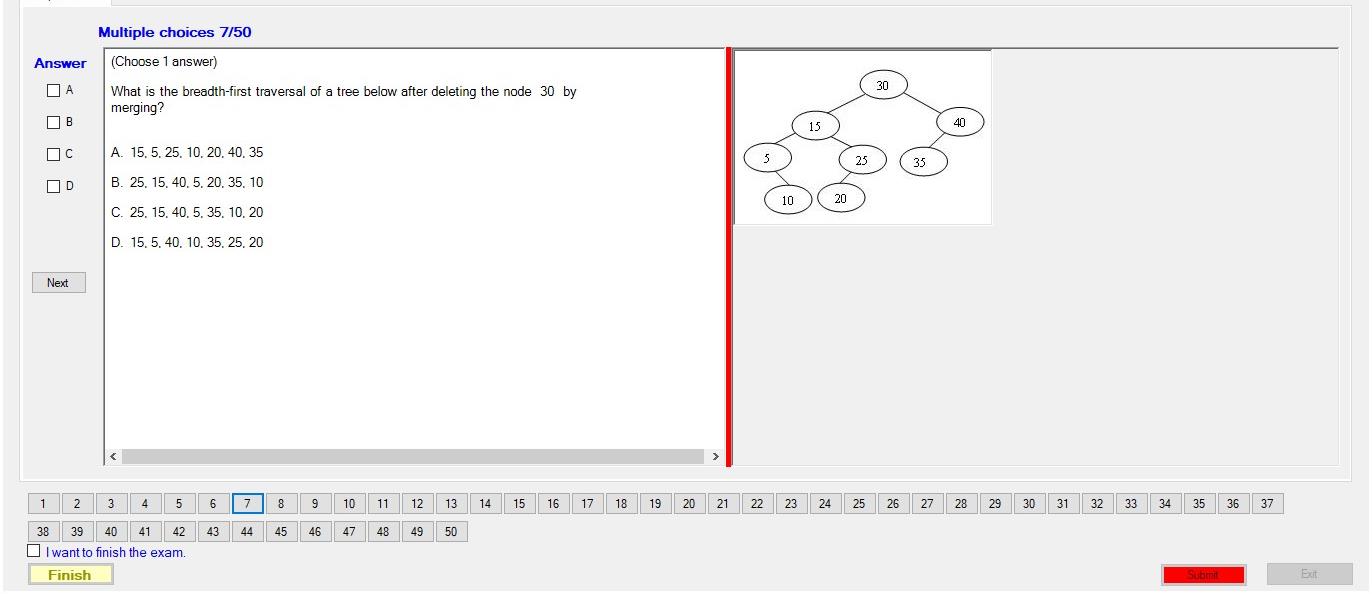 Multiple choices 7/50
Answer
A
B
C
D
Next
(Choose 1 answer)
What is the breadth-first traversal of a tree below after deleting the node 30 by
merging?
A. 15, 5, 25, 10, 20, 40, 35
B. 25, 15, 40, 5, 20, 35, 10
C. 25, 15, 40, 5, 35, 10, 20
D. 15, 5, 40, 10, 35, 25, 20
30
15 40
5 25 35
10 20
1 2 3 4 5 6 7 8 9 10 11 12 13 14 15 16 17 18 19 20 21 22 23 24 25 26 27 28 29 30 31 32 33 34 35 36 37
38 39 40 41 42 43 44 45 46 47 48 49 50
I want to finish the exam.
Finish Submit Exit